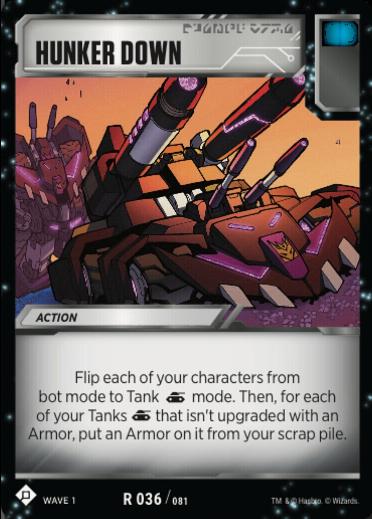 HUNKER DOWN
ACTION
Flip each of your characters from
bot mode to Tank mode. Then, for each
of your Tanks that isn't upgraded with an
Armor, put an Armor on it from your scrap pile.
WAVE 1 R 036 / 081 TM & © Hasbro. © Wizards.